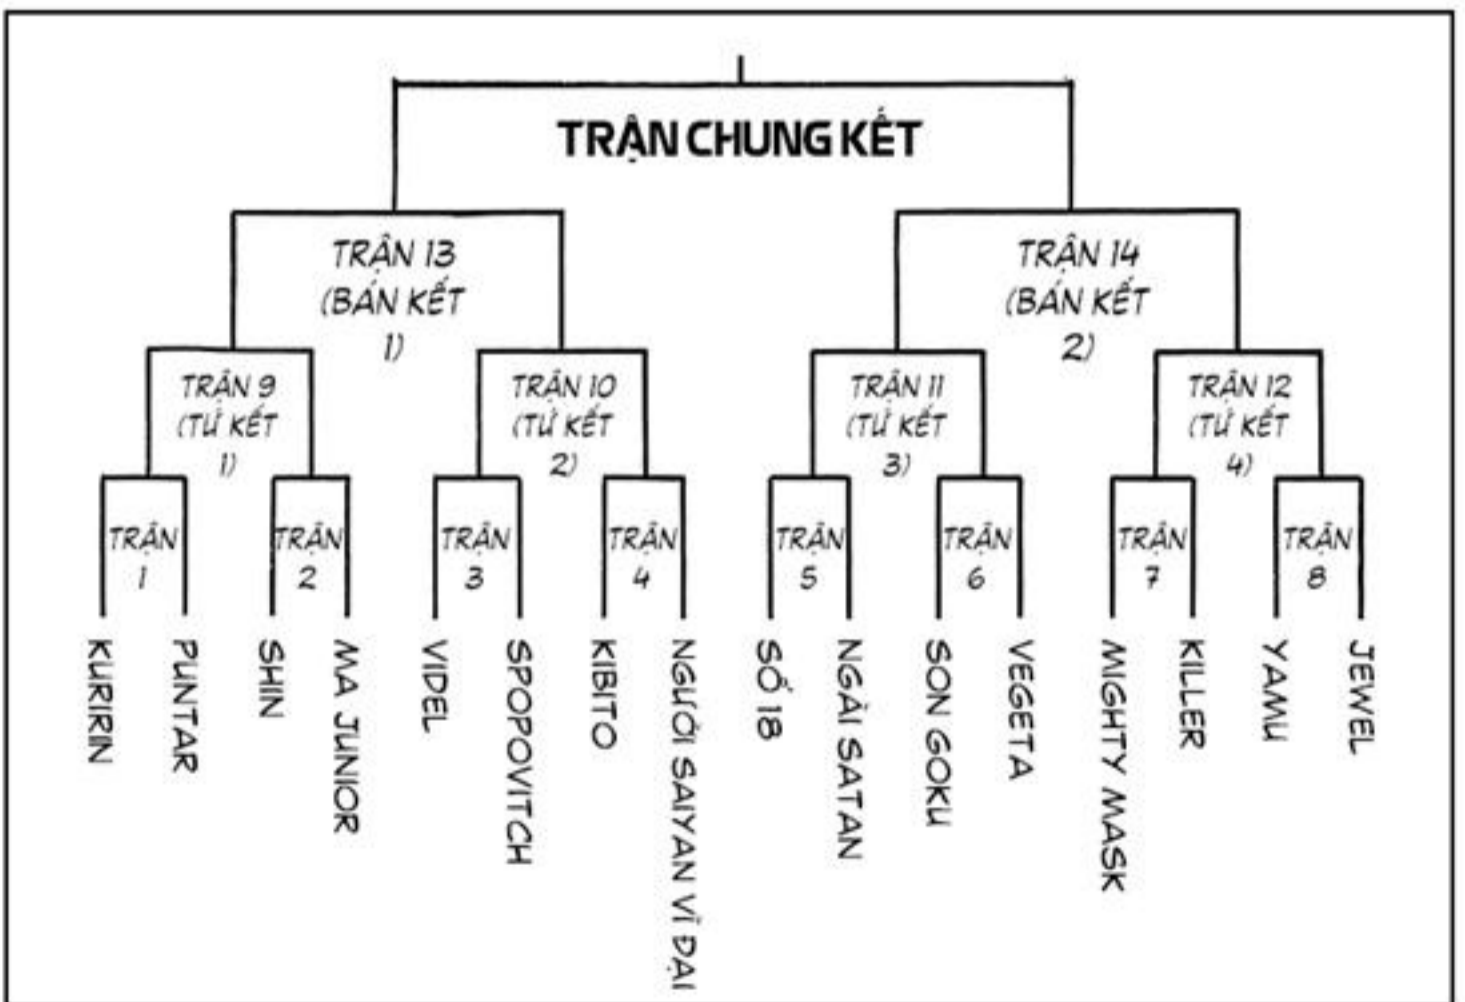 TRẬN CHUNG KẾT
TRẬN 13
(BÁN KẾT
1)
TRẬN 14
(BÁN KẾT
2)
TRẬN 9
(TỨ KẾT
1)
TRẬN 10
(TỨ KẾT
2)
TRẬN 11
(TỨ KẾT
3)
TRẬN 12
(TỨ KẾT
4)
TRẬN
1
TRẬN
2
TRẬN
3
TRẬN
4
TRẬN
5
TRẬN
6
TRẬN
7
TRẬN
8
KURIRIN
PUNTAR
SHIN
MA JUNIOR
VIDEL
SPOPOVITCH
KIBITO
NGƯỜI SAIYAN VĨ ĐẠI
SỐ 18
NGÀI SATAN
SON GOKU
VEGETA
MIGHTY MASK
KILLER
YAMU
JEWEL